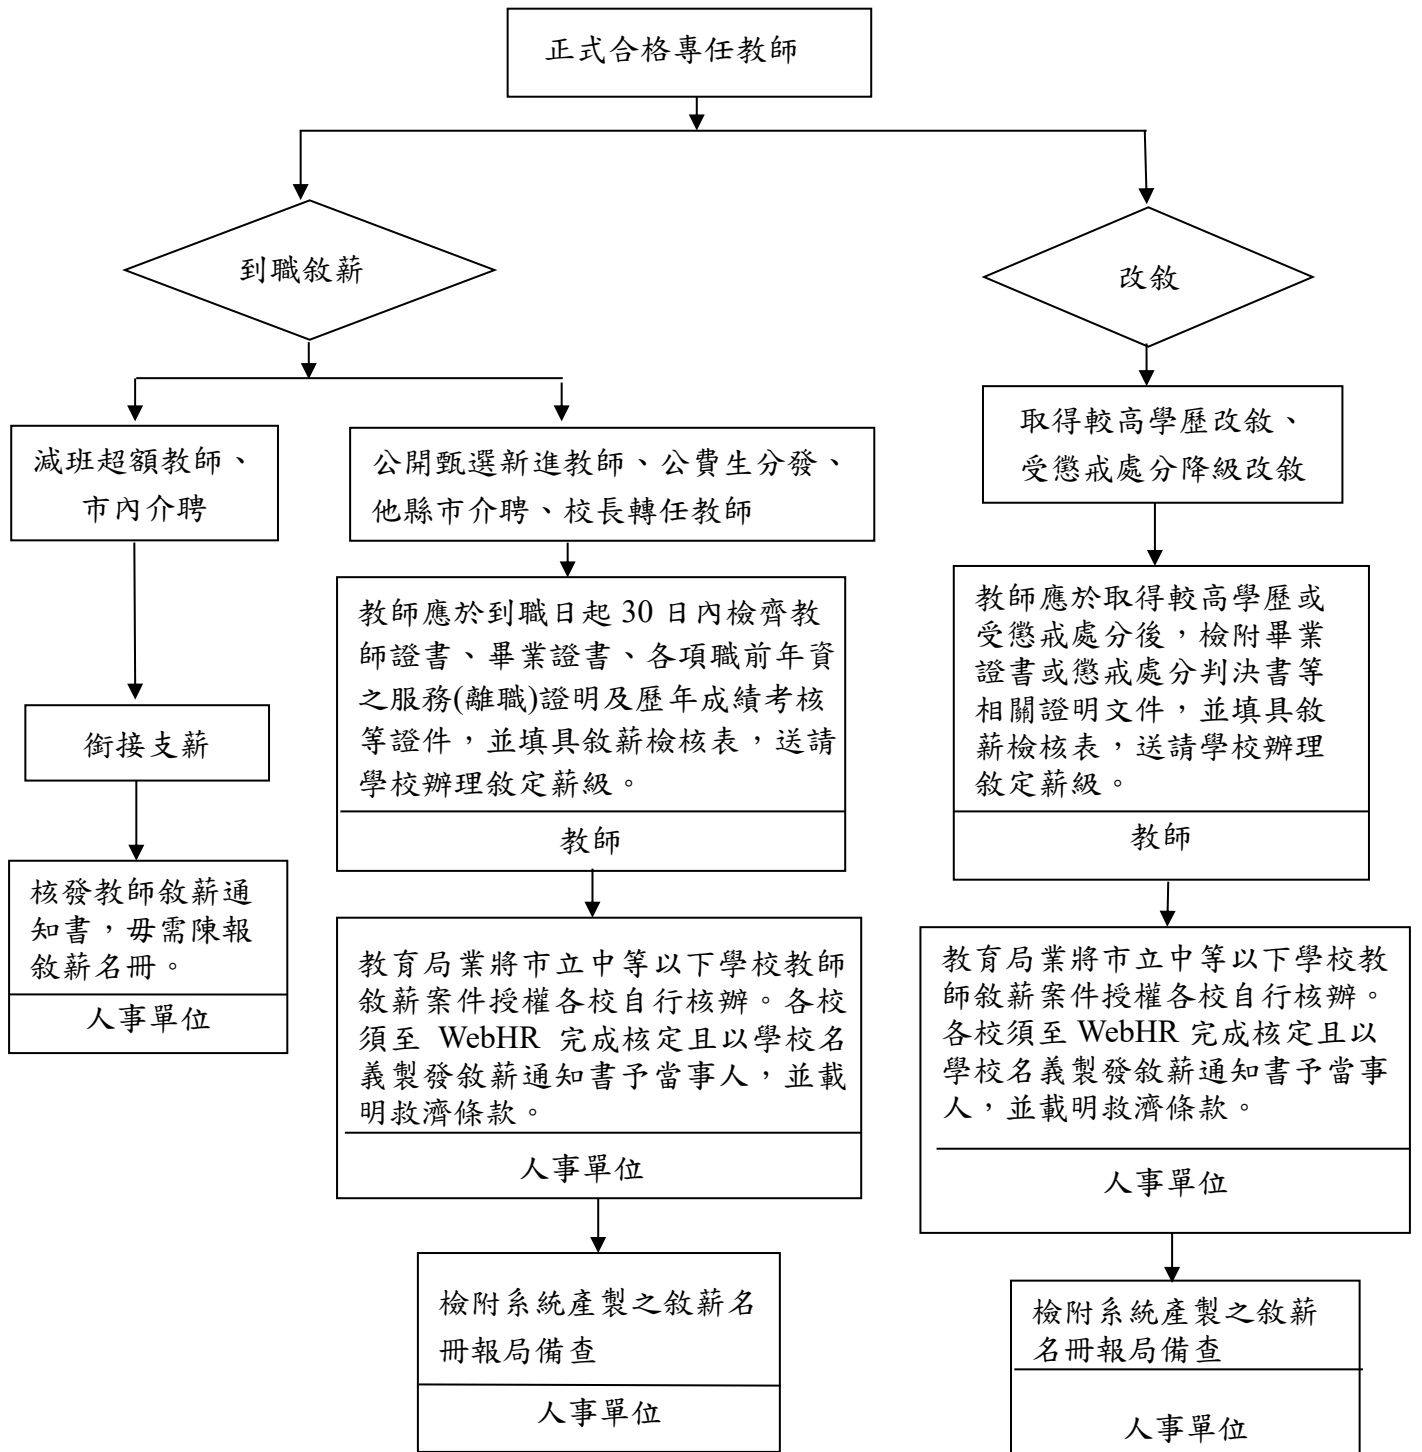 正式合格專任教師
到職敘薪
改敘
減班超額教師、
市內介聘
公開甄選新進教師、公費生分發、
他縣市介聘、校長轉任教師
取得較高學歷改敘、
受懲戒處分降級改敘
銜接支薪
教師應於到職日起 30 日內檢齊教
師證書、畢業證書、各項職前年資
之服務(離職)證明及歷年成績考核
等證件，並填具敘薪檢核表，送請
學校辦理敘定薪級。
教師
教師應於取得較高學歷或
受懲戒處分後，檢附畢業
證書或懲戒處分判決書等
相關證明文件，並填具敘
薪檢核表，送請學校辦理
敘定薪級。
教師
核發教師敘薪通
知書，毋需陳報
敘薪名冊。
人事單位
教育局業將市立中等以下學校教師
敘薪案件授權各校自行核辦。各校
須至 WebHR 完成核定且以學校名
義製發敘薪通知書予當事人，並載
明救濟條款。
人事單位
教育局業將市立中等以下學校教
師敘薪案件授權各校自行核辦。
各校須至 WebHR 完成核定且以
學校名義製發敘薪通知書予當事
人，並載明救濟條款。
人事單位
檢附系統產製之敘薪名
冊報局備查
人事單位
檢附系統產製之敘薪
名冊報局備查
人事單位